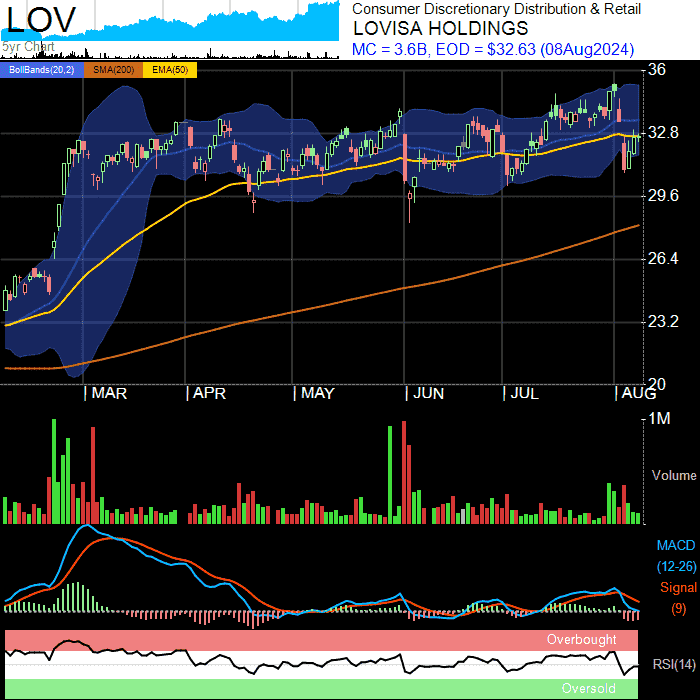 LOV
5yr Chart
Consumer Discretionary Distribution & Retail
LOVISA HOLDINGS
MC = 3.6B, EOD = $32.63 (08Aug2024)
BollBands(20,2) SMA(200) EMA(50)
36
32.8
29.6
26.4
23.2
20
MAR APR MAY JUN JUL AUG
1M
Volume
MACD
(12-26)
Signal
(9)
Overbought
RSI(14)
Oversold